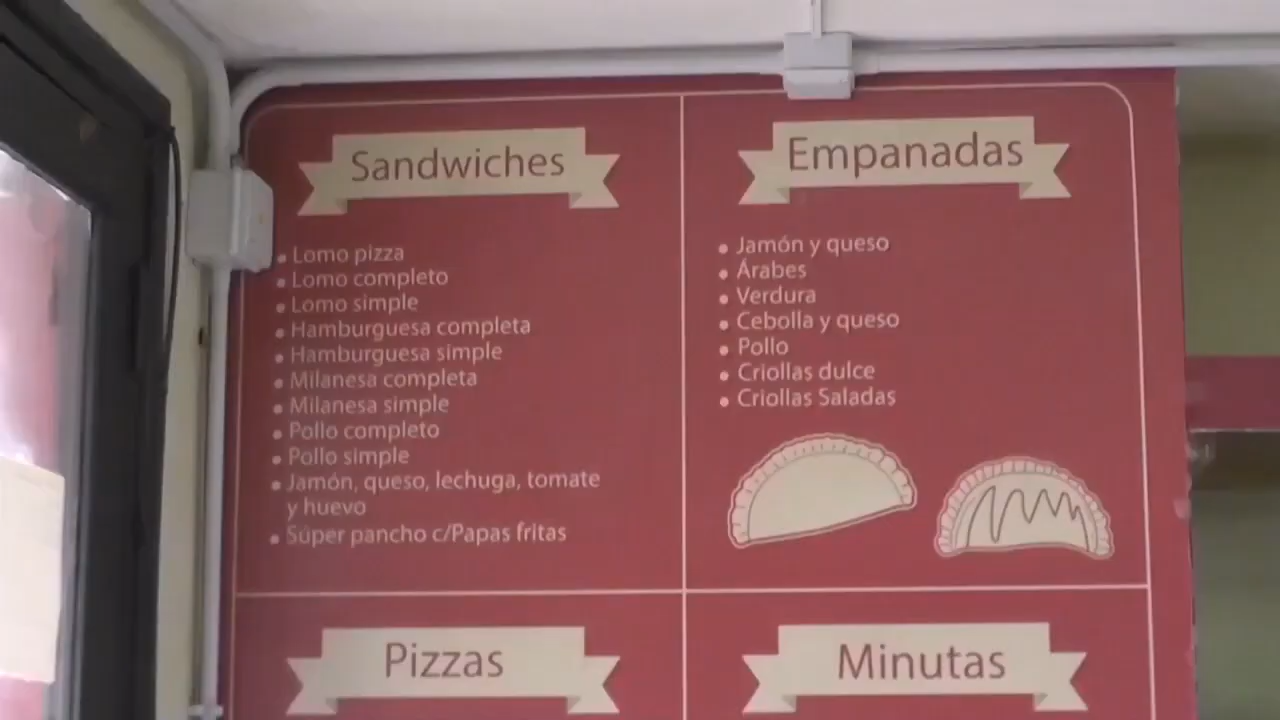 Sandwiches
Lomo pizza
Lomo completo
Lomo simple
Hamburguesa completa
Hamburguesa simple
Milanesa completa
Milanesa simple
Pollo completo
Pollo simple
Jamón, queso, lechuga, tomate
y huevo
Súper pancho c/Papas fritas
Empanadas
Jamón y queso
Árabes
Verdura
Cebolla y queso
Pollo
Criollas dulce
Criollas Saladas
Pizzas
Minutas